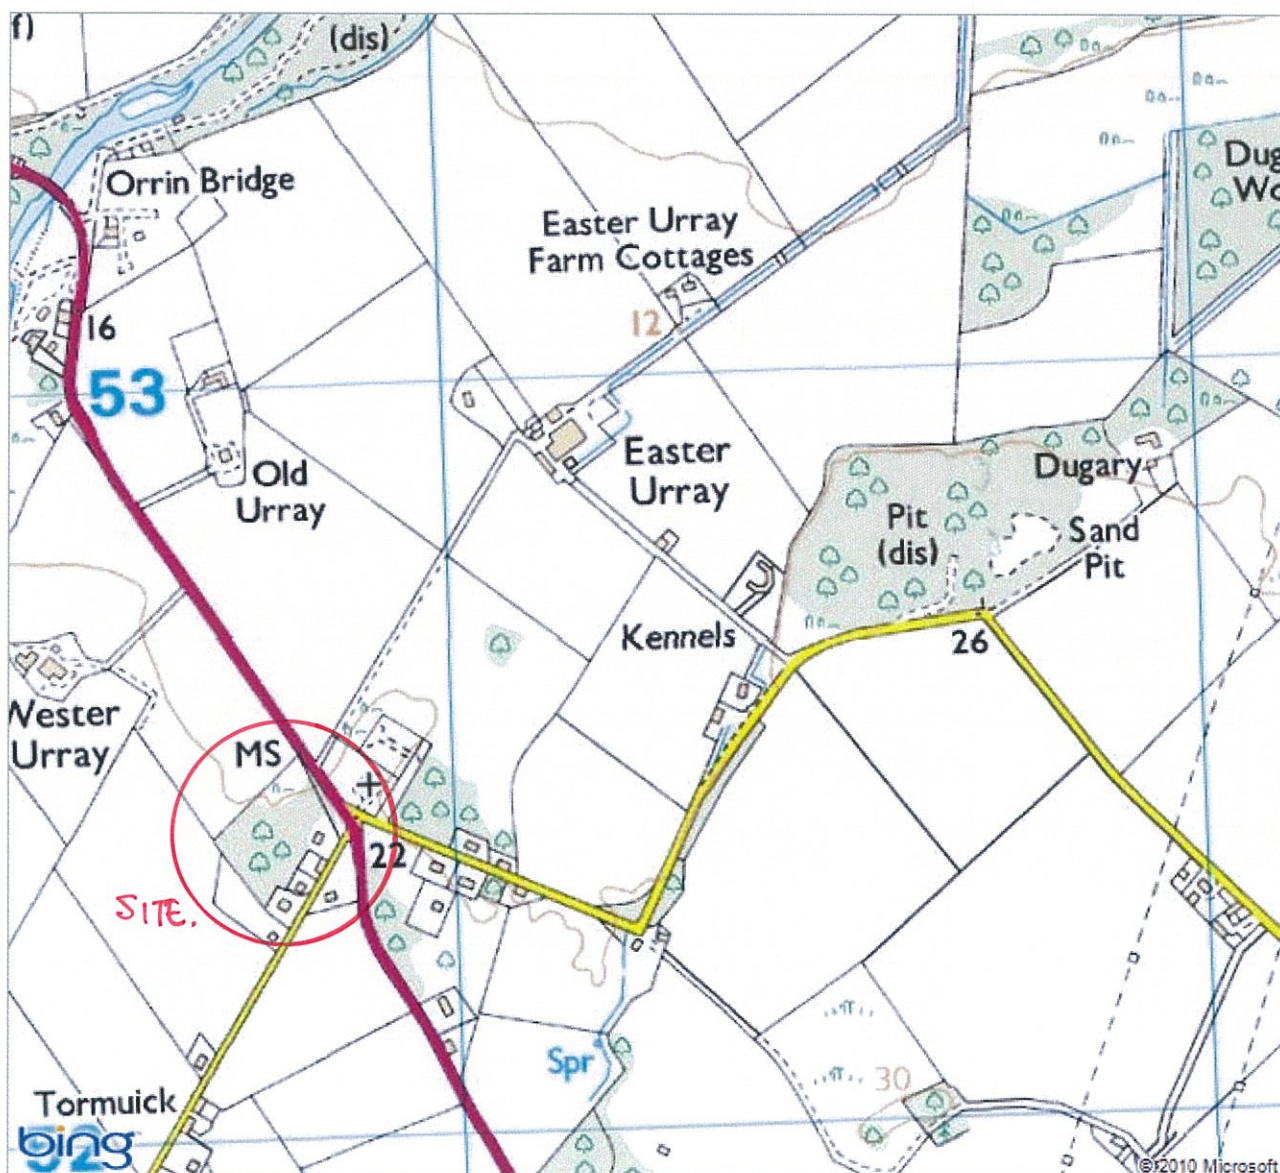 f)
(dis)
Orrin Bridge
Dug
Wo
Easter Urray
Farm Cottages
12
16
53
Old
Urray
Easter
Urray
Dugary
Pit
(dis)
Sand
Pit
Kennels
26
Wester
Urray
MS
22
SITE.
Spr
30
Tormuick
bing
52
©2010 Microsoft